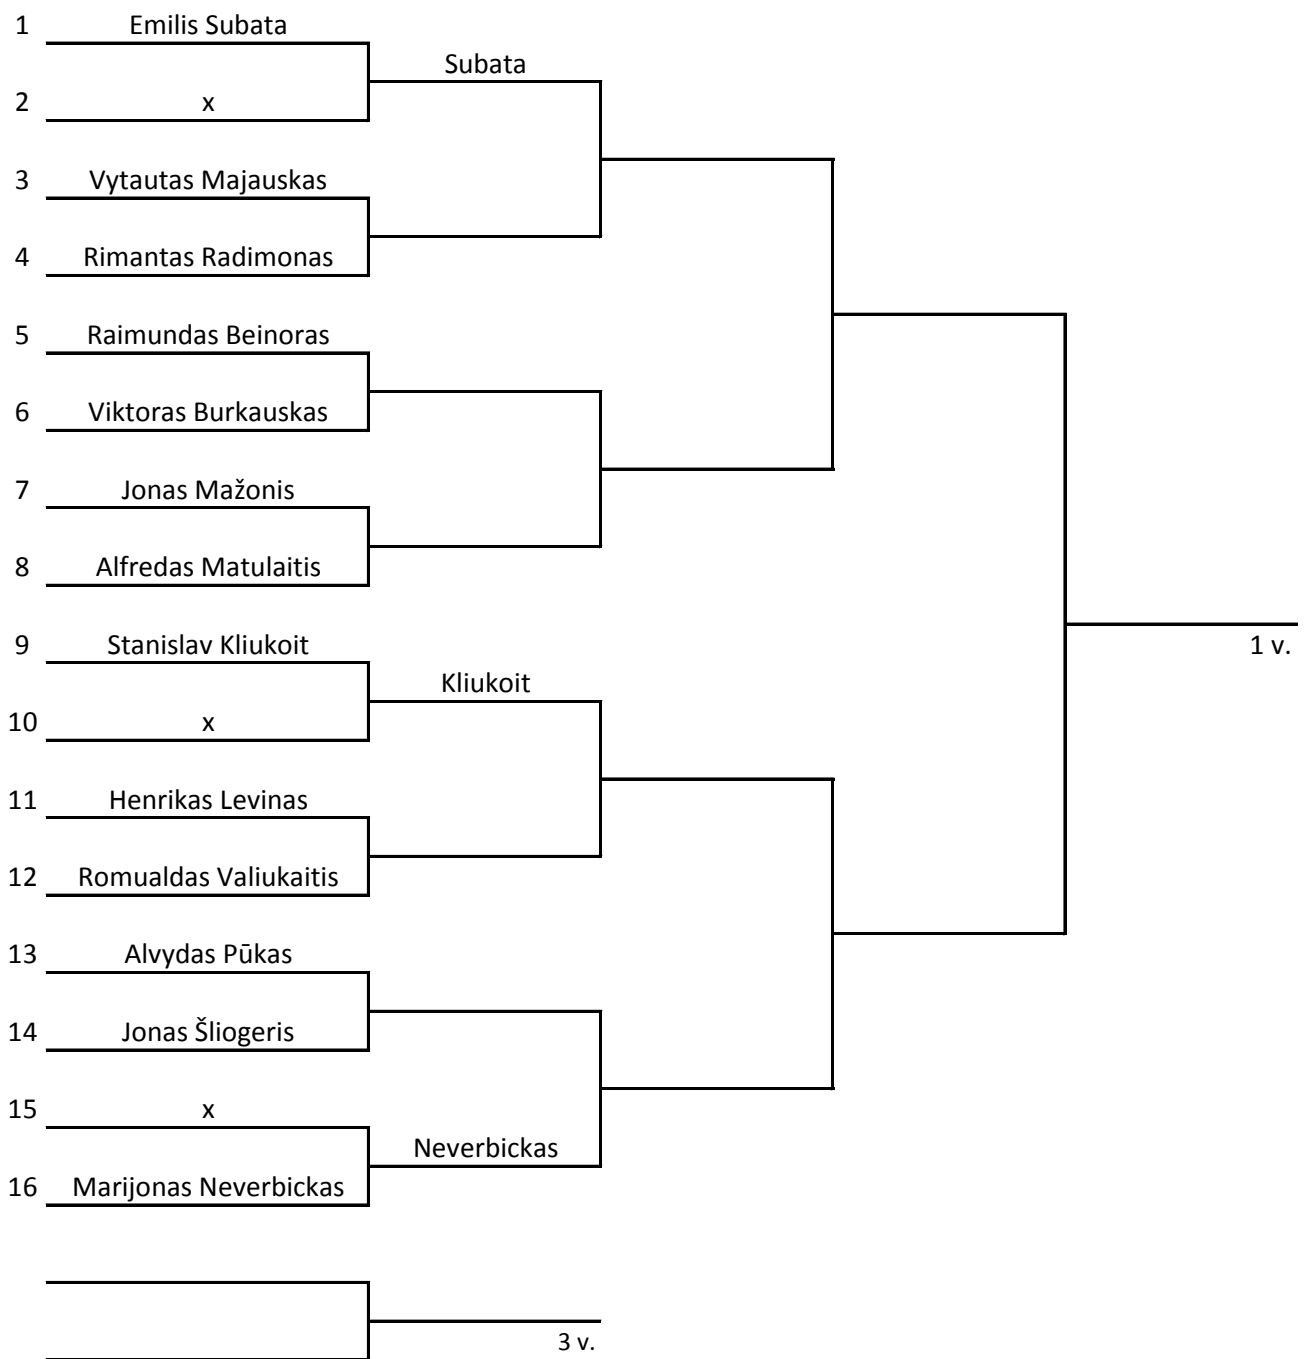 1 Emilis Subata
Subata
2 x
3 Vytautas Majauskas
4 Rimantas Radimonas
5 Raimundas Beinoras
6 Viktoras Burkauskas
7 Jonas Mažonis
8 Alfredas Matulaitis
9 Stanislav Kliukoit
1 v.
Kliukoit
10 x
11 Henrikas Levinas
12 Romualdas Valiukaitis
13 Alvydas Pūkas
14 Jonas Šliogeris
15 x
Neverbickas
16 Marijonas Neverbickas
3 v.